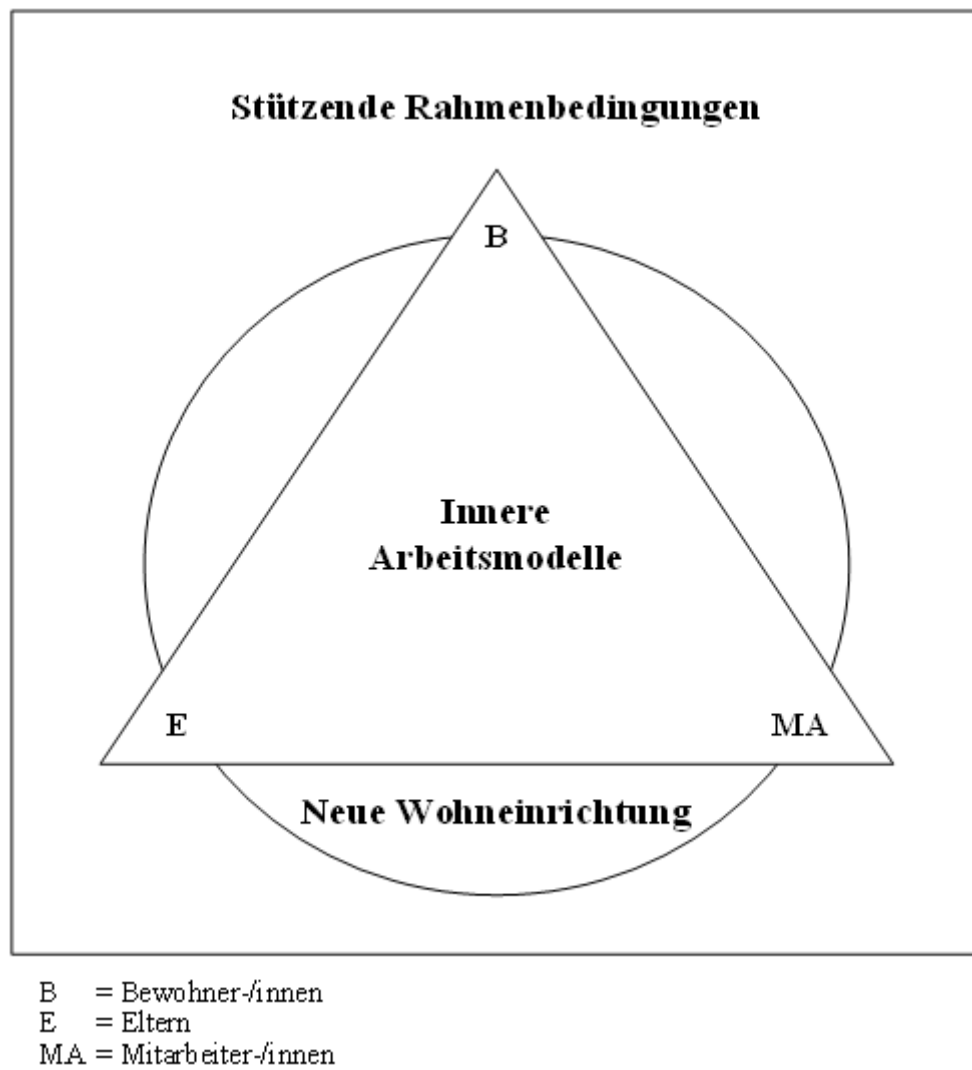 Stützende Rahmenbedingungen
B
Innere
Arbeitsmodelle
E
MA
Neue Wohneinrichtung
B = Bewohner-/innen
E = Eltern
MA = Mitarbeiter-/innen